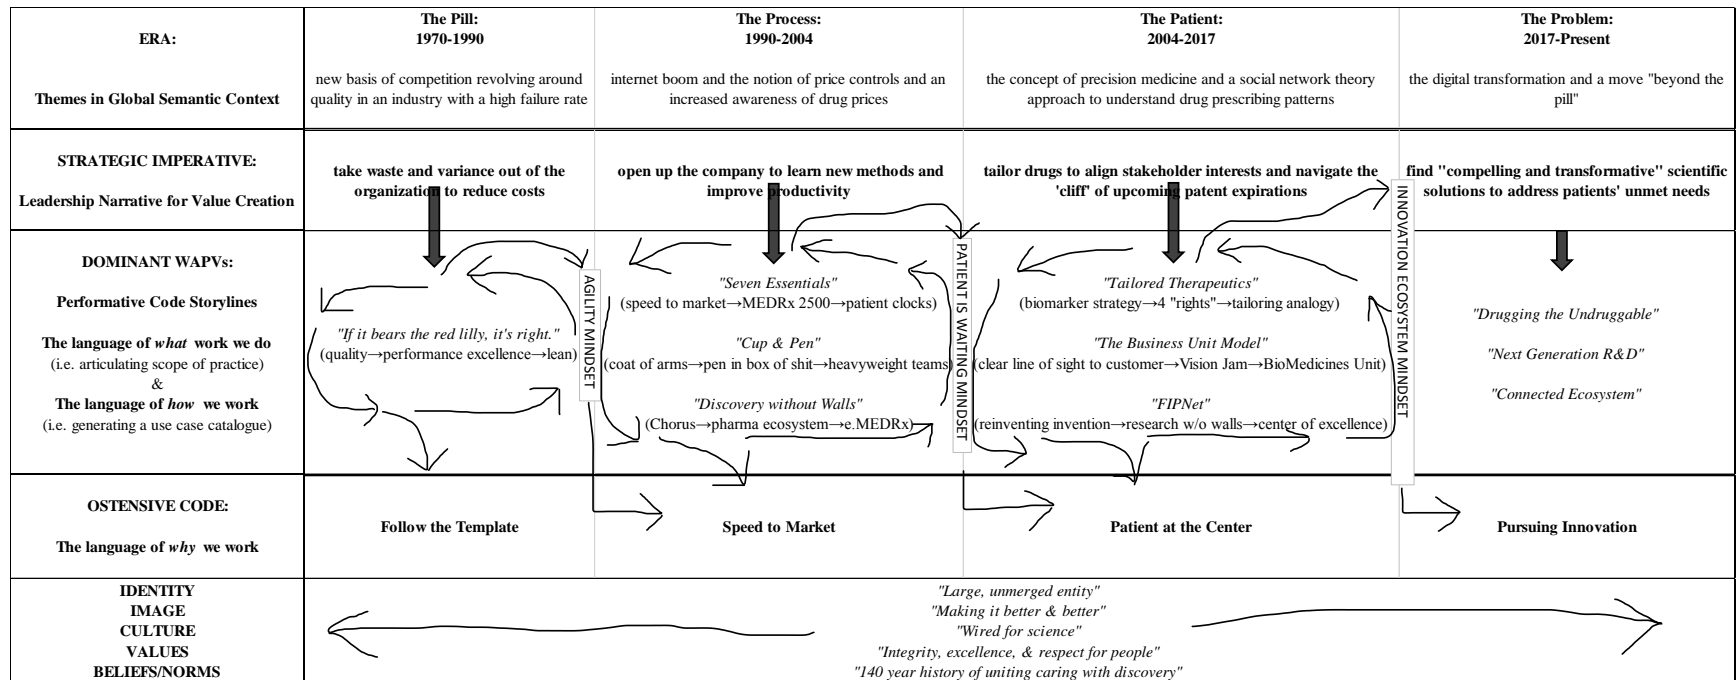 ERA:
The Pill:
1970-1990
The Process:
1990-2004
The Patient:
2004-2017
The Problem:
2017-Present
Themes in Global Semantic Context
new basis of competition revolving around
quality in an industry with a high failure rate
internet boom and the notion of price controls and an
increased awareness of drug prices
the concept of precision medicine and a social network theory
approach to understand drug prescribing patterns
the digital transformation and a move "beyond the
pill"
STRATEGIC IMPERATIVE:
Leadership Narrative for Value Creation
take waste and variance out of the
organization to reduce costs
open up the company to learn new methods and
improve productivity
tailor drugs to align stakeholder interests and navigate the
'cliff' of upcoming patent expirations
find "compelling and transformative" scientific
solutions to address patients' unmet needs
DOMINANT WAPVs:
Performative Code Storylines
The language of what work we do
(i.e. articulating scope of practice)
&
The language of how we work
(i.e. generating a use case catalogue)
"If it bears the red lilly, it's right."
(quality→performance excellence→lean)
AGILITY MINDSET
"Seven Essentials"
(speed to market→MEDRx 2500→patient clocks)
"Cup & Pen"
(coat of arms→pen in box of shit→heavyweight teams)
"Discovery without Walls"
(Chorus→pharma ecosystem→e.MEDRx)
PATIENT IS WAITING MINDSET
"Tailored Therapeutics"
(biomarker strategy→4 "rights"→tailoring analogy)
"The Business Unit Model"
(clear line of sight to customer→Vision Jam→BioMedicines Unit)
"FIPNet"
(reinventing invention→research w/o walls→center of excellence)
INNOVATION ECOSYSTEM MINDSET
"Drugging the Undruggable"
"Next Generation R&D"
"Connected Ecosystem"
OSTENSIVE CODE:
The language of why we work
Follow the Template
Speed to Market
Patient at the Center
Pursuing Innovation
IDENTITY
IMAGE
CULTURE
VALUES
BELIEFS/NORMS
"Large, unmerged entity"
"Making it better & better"
"Wired for science"
"Integrity, excellence, & respect for people"
"140 year history of uniting caring with discovery"